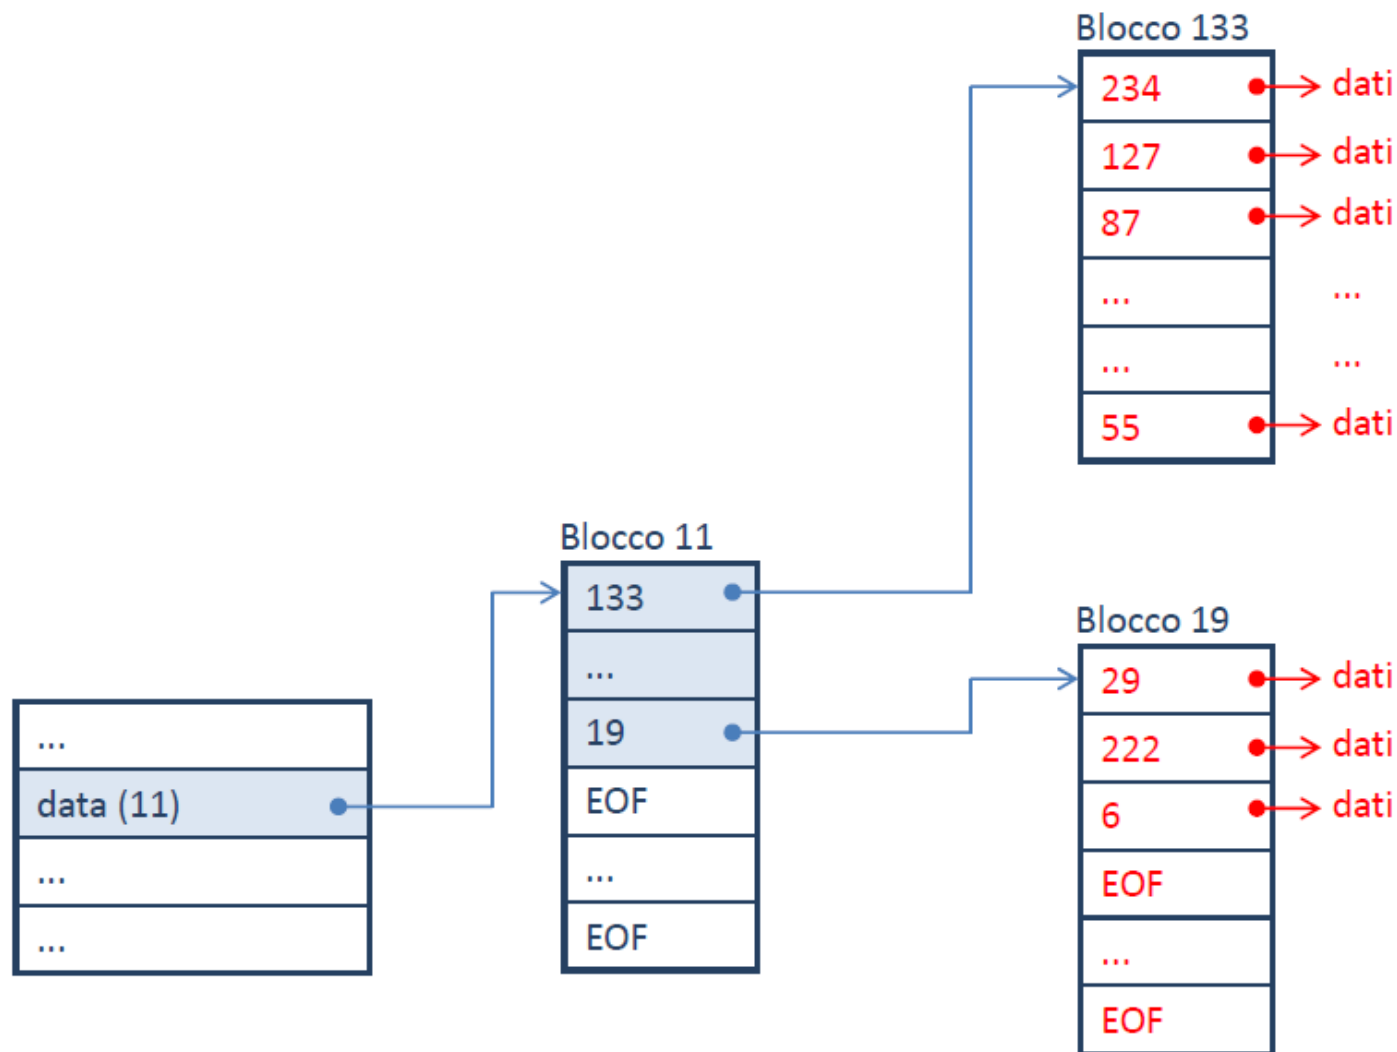 Blocco 133
234 dati
127 dati
87 dati
... ...
... ...
55 dati
Blocco 11
133
...
19
EOF
...
EOF
...
data (11)
...
...
Blocco 19
29 dati
222 dati
6 dati
EOF
...
EOF